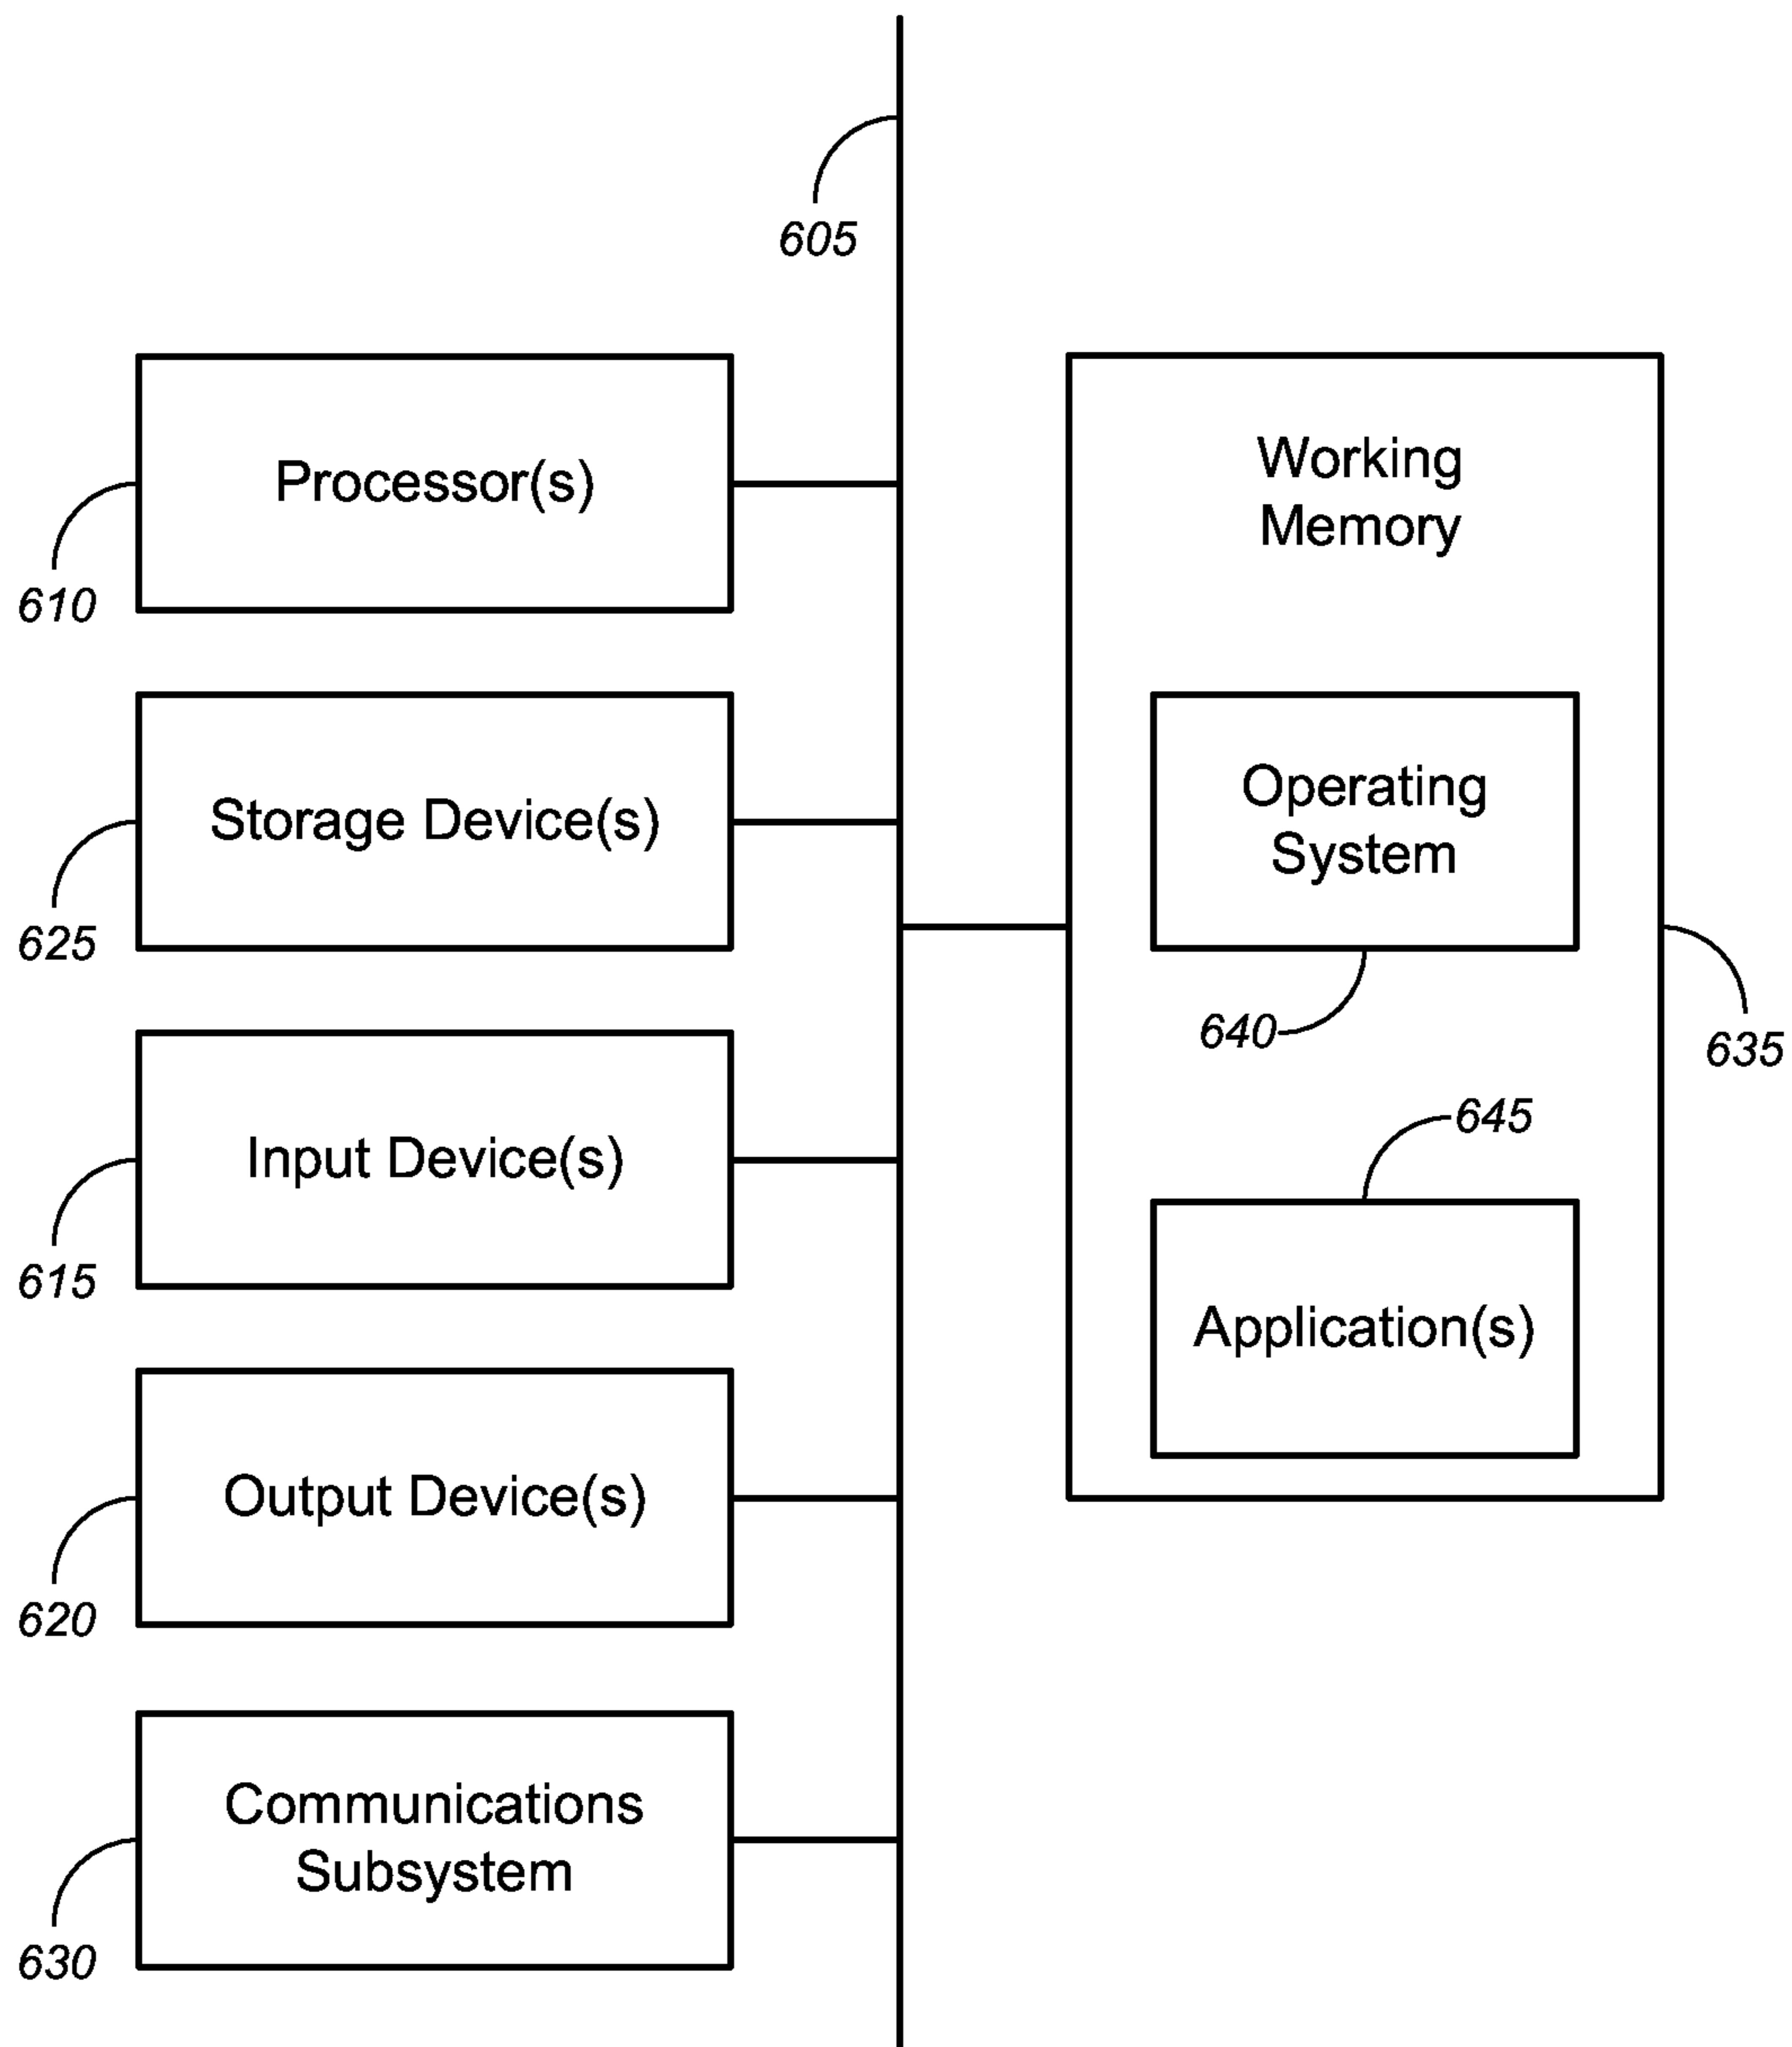 605
Processor(s)
610
Storage Device(s)
625
Input Device(s)
615
Output Device(s)
620
Communications
Subsystem
630
Working
Memory
Operating
System
640
635
645
Application(s)